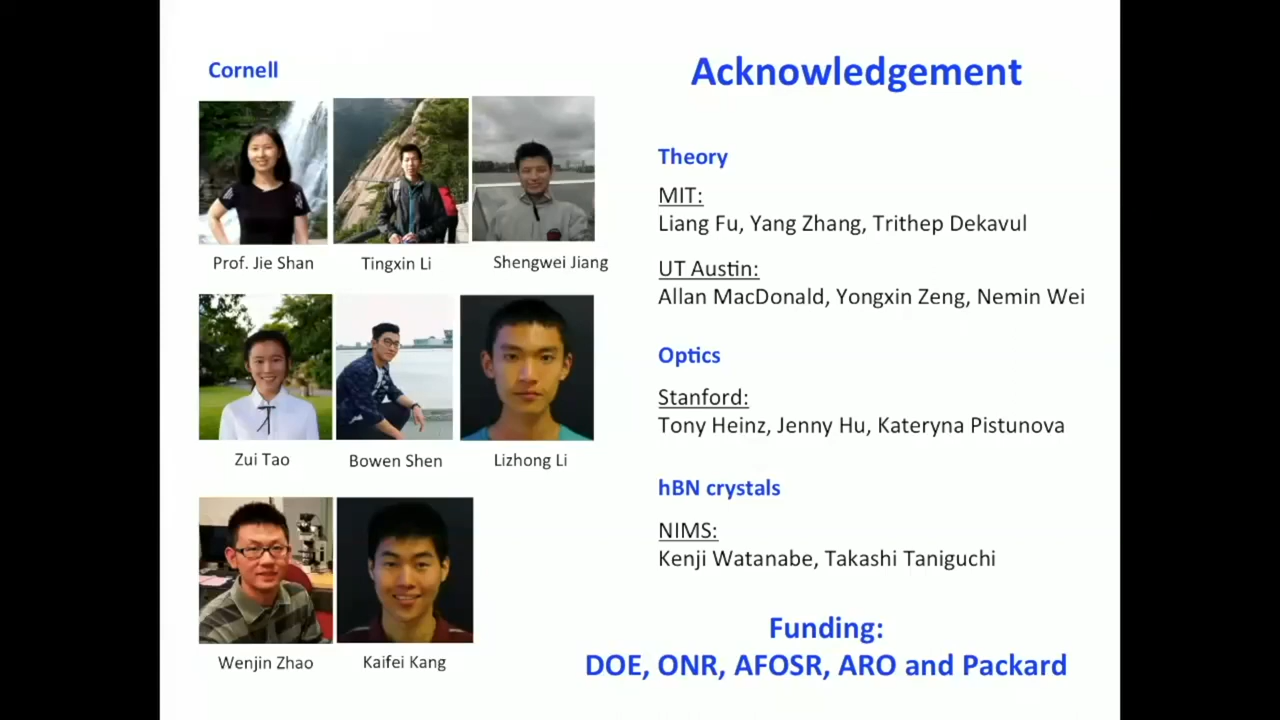 Cornell
Acknowledgement
Prof. Jie Shan
Tingxin Li
Shengwei Jiang
Zui Tao
Bowen Shen
Lizhong Li
Wenjin Zhao
Kaifei Kang
Theory
MIT:
Liang Fu, Yang Zhang, Trithep Dekavul
UT Austin:
Allan MacDonald, Yongxin Zeng, Nemin Wei
Optics
Stanford:
Tony Heinz, Jenny Hu, Kateryna Pistunova
hBN crystals
NIMS:
Kenji Watanabe, Takashi Taniguchi
Funding:
DOE, ONR, AFOSR, ARO and Packard